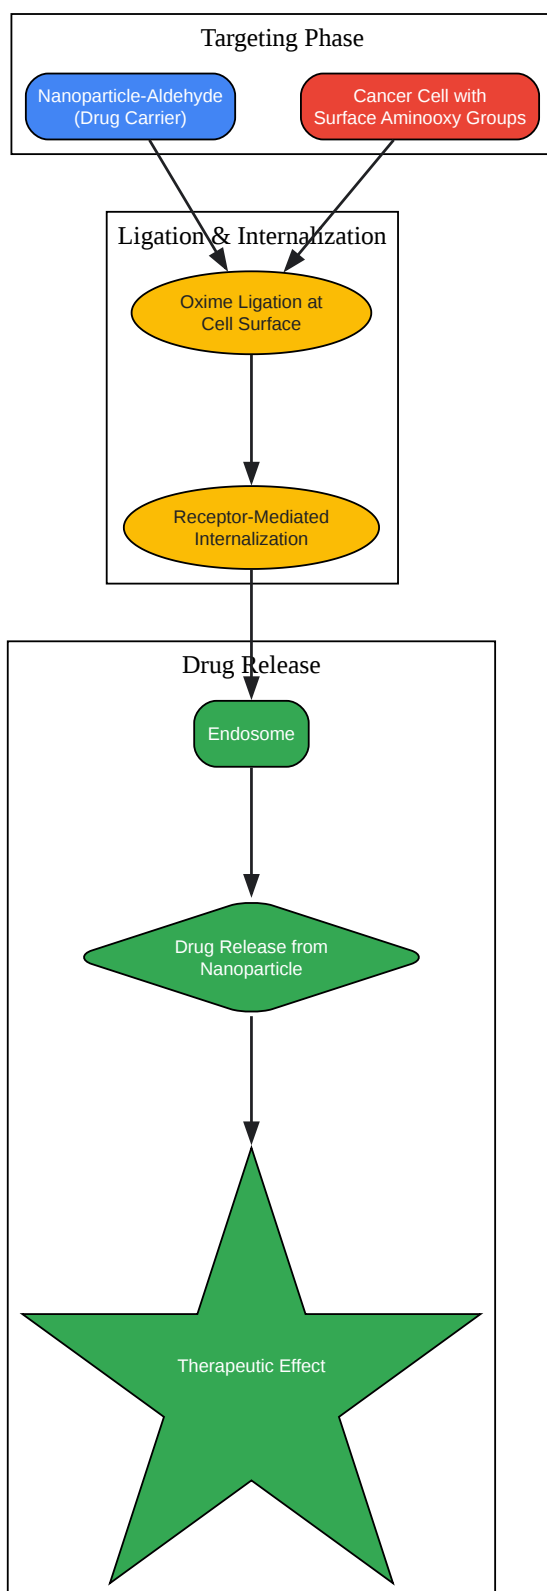 Targeting Phase
Nanoparticle-Aldehyde
(Drug Carrier)
Cancer Cell with
Surface Aminooxy Groups
Ligation & Internalization
Oxime Ligation at
Cell Surface
Receptor-Mediated
Internalization
Drug Release
Endosome
Drug Release from
Nanoparticle
Therapeutic Effect